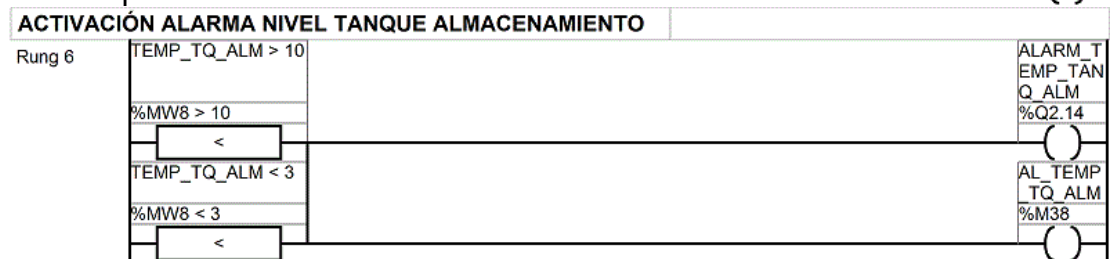 ACTIVACIÓN ALARMA NIVEL TANQUE ALMACENAMIENTO
Rung 6
TEMP_TQ_ALM > 10
ALARM_T
EMP_TAN
Q_ALM
%MW8 > 10
%Q2.14
<
TEMP_TQ_ALM < 3
AL_TEMP
_TQ_ALM
%MW8 < 3
%M38
<